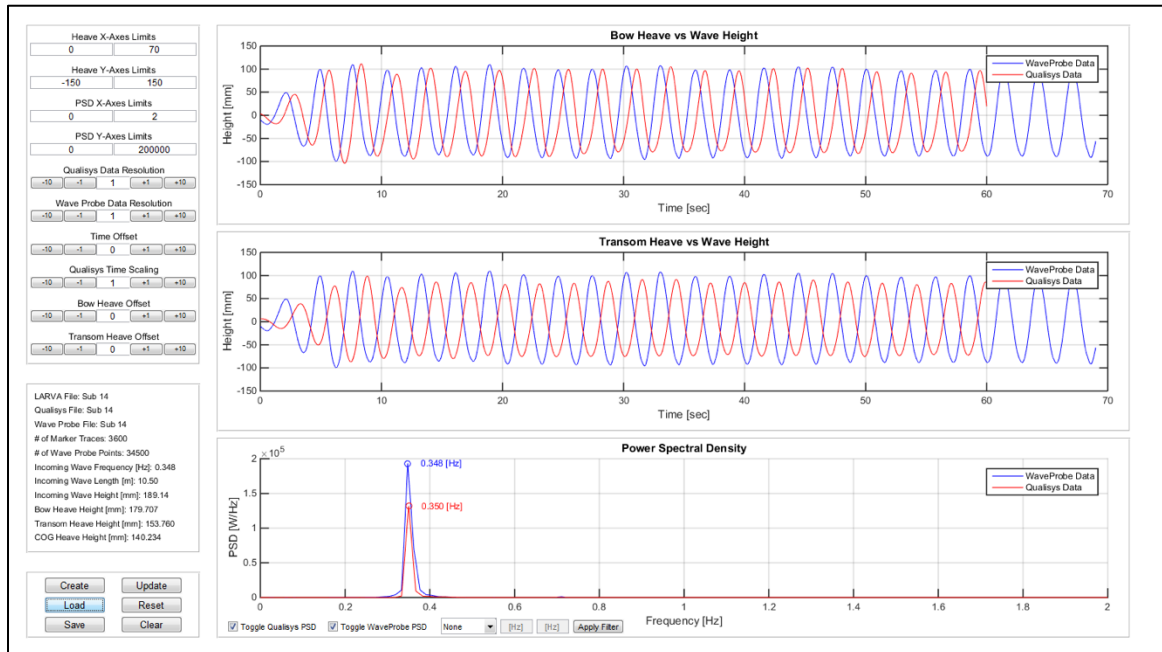 Heave X-Axes Limits
0 70
Heave Y-Axes Limits
-150 150
PSD X-Axes Limits
0 2
PSD Y-Axes Limits
0 200000
Qualisys Data Resolution
-10 -1 1 +1 +10
Wave Probe Data Resolution
-10 -1 1 +1 +10
Time Offset
-10 -1 0 +1 +10
Qualisys Time Scaling
-10 -1 1 +1 +10
Bow Heave Offset
-10 -1 0 +1 +10
Transom Heave Offset
-10 -1 0 +1 +10
LARVA File: Sub 14
Qualisys File: Sub 14
Wave Probe File: Sub 14
# of Marker Traces: 3600
# of Wave Probe Points: 34500
Incoming Wave Frequency [Hz]: 0.348
Incoming Wave Length [m]: 10.50
Incoming Wave Height [mm]: 189.14
Bow Heave Height [mm]: 179.707
Transom Heave Height [mm]: 153.760
COG Heave Height [mm]: 140.234
Create Update
Load Reset
Save Clear
Bow Heave vs Wave Height
Height [mm]
150
100
50
0
-50
-100
-150
0 10 20 30 40 50 60 70
Time [sec]
WaveProbe Data
Qualisys Data
Transom Heave vs Wave Height
Height [mm]
150
100
50
0
-50
-100
-150
0 10 20 30 40 50 60 70
Time [sec]
WaveProbe Data
Qualisys Data
Power Spectral Density
PSD [W/Hz]
× 10^5
2
1.5
1
0.5
0
0.348 [Hz]
0.350 [Hz]
WaveProbe Data
Qualisys Data
0 0.2 0.4 0.6 0.8 1 1.2 1.4 1.6 1.8 2
Frequency [Hz]
Toggle Qualisys PSD Toggle WaveProbe PSD None [Hz] [Hz] Apply Filter